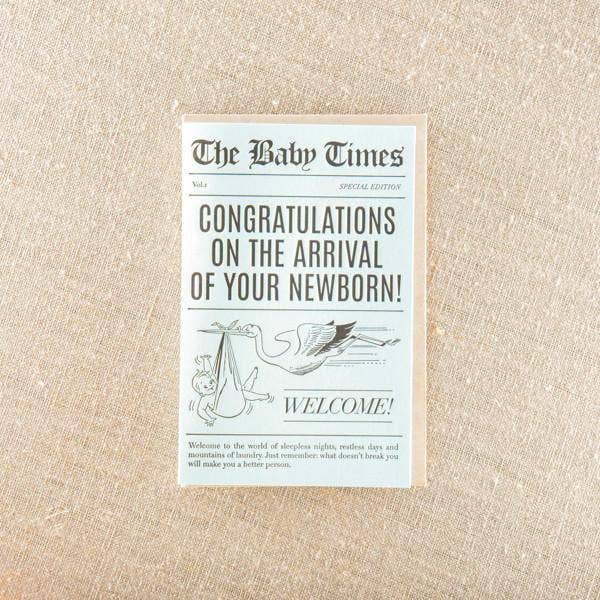 The Baby Times
Vol.1 SPECIAL EDITION
CONGRATULATIONS
ON THE ARRIVAL
OF YOUR NEWBORN!
WELCOME!
Welcome to the world of sleepless nights, restless days and
mountains of laundry. Just remember: what doesn't break you
will make you a better person.